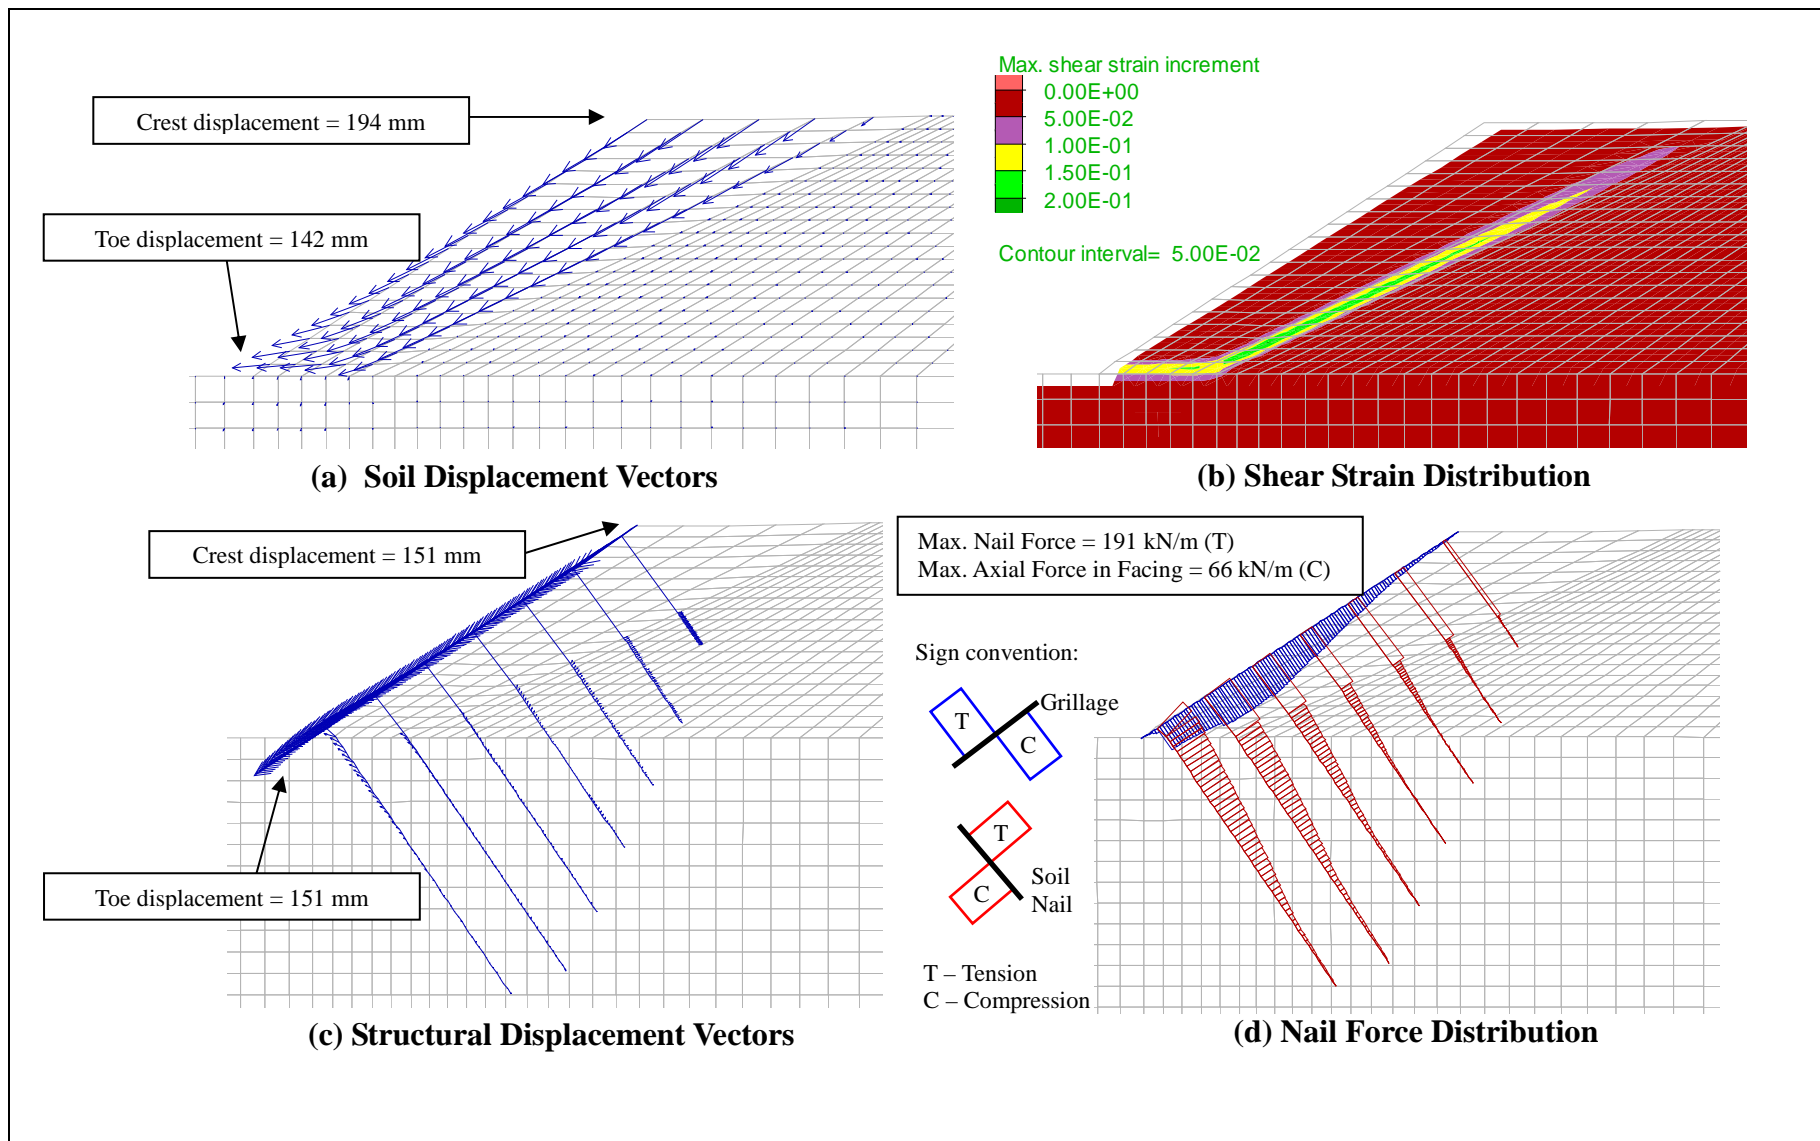 Crest displacement = 194 mm
Toe displacement = 142 mm
(a) Soil Displacement Vectors
Max. shear strain increment
0.00E+00
5.00E-02
1.00E-01
1.50E-01
2.00E-01
Contour interval= 5.00E-02
(b) Shear Strain Distribution
Crest displacement = 151 mm
Toe displacement = 151 mm
(c) Structural Displacement Vectors
Max. Nail Force = 191 kN/m (T)
Max. Axial Force in Facing = 66 kN/m (C)
Sign convention:
Grillage
T
C
T
C
Soil
Nail
T – Tension
C – Compression
(d) Nail Force Distribution